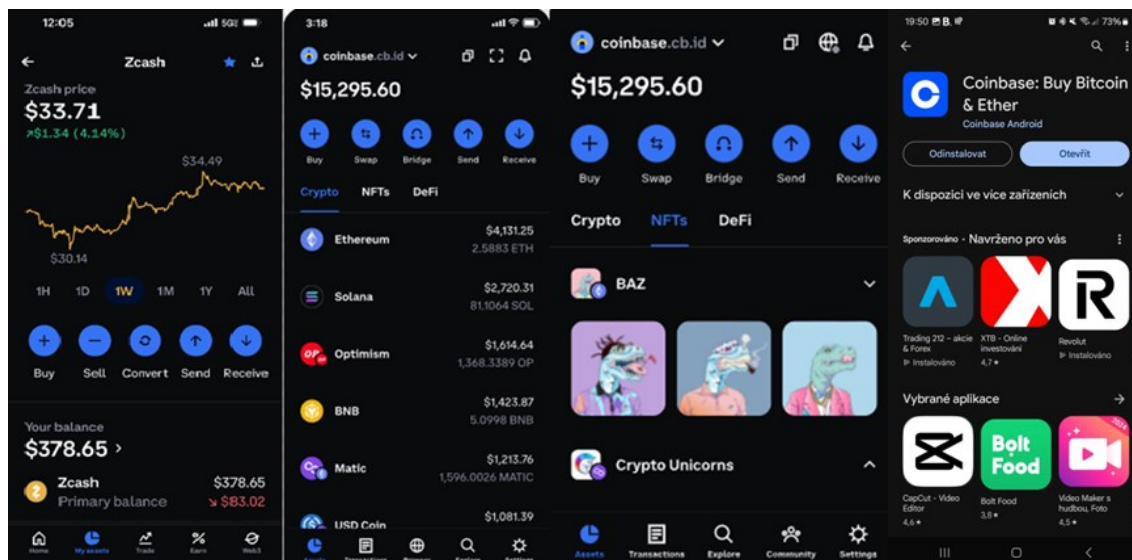 12:05
5G
Zcash
Zcash price
$33.71
↗$1.34 (4.14%)
$34.49
$30.14
1H 1D 1W 1M 1Y All
Buy Sell Convert Send Receive
Your balance
$378.65 >
Zcash $378.65
Primary balance ↘ $83.02
Home My assets Trade Earn Web3
3:18
coinbase.cb.id
$15,295.60
Buy Swap Bridge Send Receive
Crypto NFTs DeFi
Ethereum $4,131.25
2.5883 ETH
Solana $2,720.31
81.1064 SOL
Optimism $1,614.64
1,368.3389 OP
BNB $1,423.87
5.0998 BNB
Matic $1,213.76
1,596.0026 MATIC
USD Coin $1,081.39
Assets Transactions Explore Settings
coinbase.cb.id
$15,295.60
Buy Swap Bridge Send Receive
Crypto NFTs DeFi
BAZ
Crypto Unicorns
Assets Transactions Explore Community Settings
19:50 B. 73%
Coinbase: Buy Bitcoin
& Ether
Coinbase Android
Odinstalovat Otevřít
K dispozici ve více zařízeních
Sponzorováno · Navrženo pro vás
Trading 212 – akcie
& Forex
Instalováno
XTB - Online
investování
4,7★
R
Revolut
Instalováno
Vybrané aplikace
CapCut - Video
Editor
4,6★
Bolt
Food
Bolt Food
3,8★
2024
Video Maker s
hudbou, Foto
4,5★